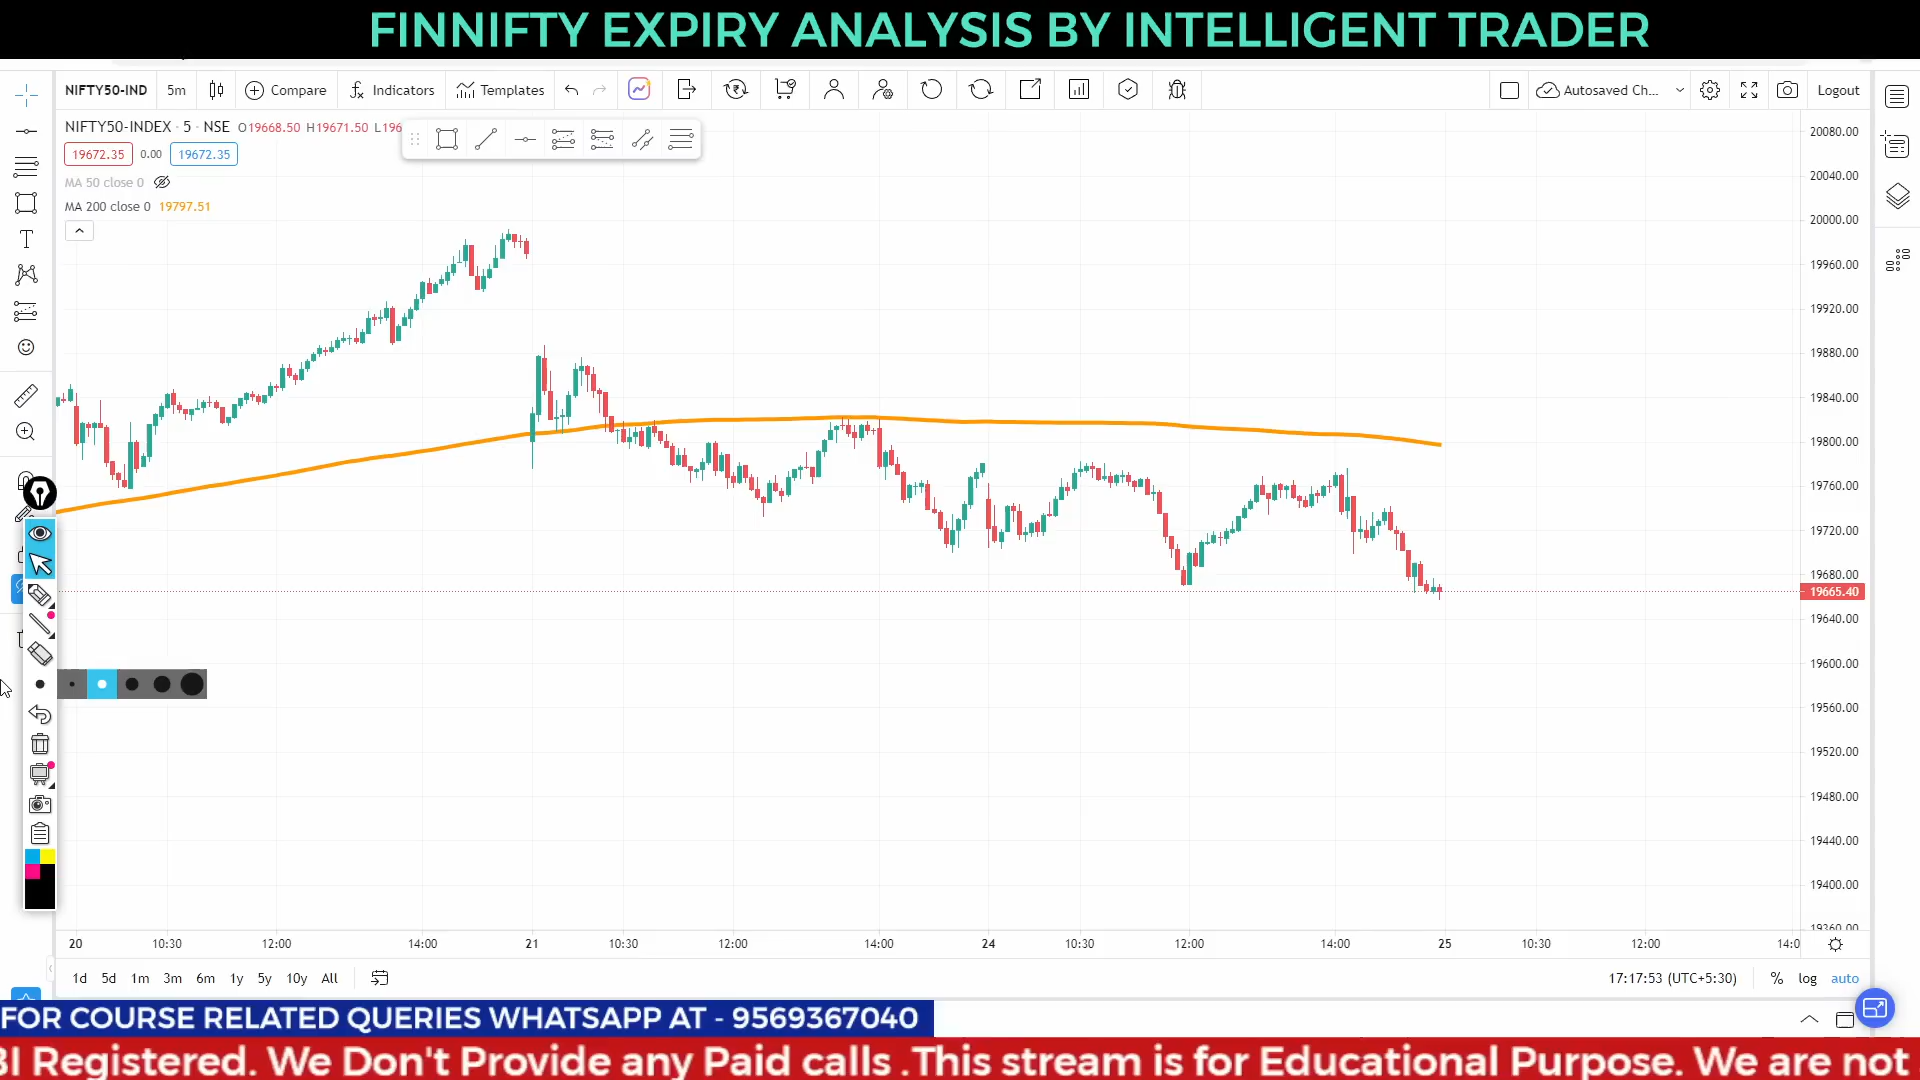 FINNIFTY EXPIRY ANALYSIS BY INTELLIGENT TRADER
NIFTY50-IND 5m Compare Indicators Templates Autosaved Ch... Logout
NIFTY50-INDEX · 5 · NSE O19668.50 H19671.50 L196
19672.35 0.00 19672.35
MA 50 close 0
MA 200 close 0 19797.51
20080.00
20040.00
20000.00
19960.00
19920.00
19880.00
19840.00
19800.00
19760.00
19720.00
19680.00
19665.40
19640.00
19600.00
19560.00
19520.00
19480.00
19440.00
19400.00
19360.00
20 10:30 12:00 14:00 21 10:30 12:00 14:00 24 10:30 12:00 14:00 25 10:30 12:00 14:0
1d 5d 1m 3m 6m 1y 5y 10y All 17:17:53 (UTC+5:30) % log auto
FOR COURSE RELATED QUERIES WHATSAPP AT - 9569367040
BI Registered. We Don't Provide any Paid calls .This stream is for Educational Purpose. We are not